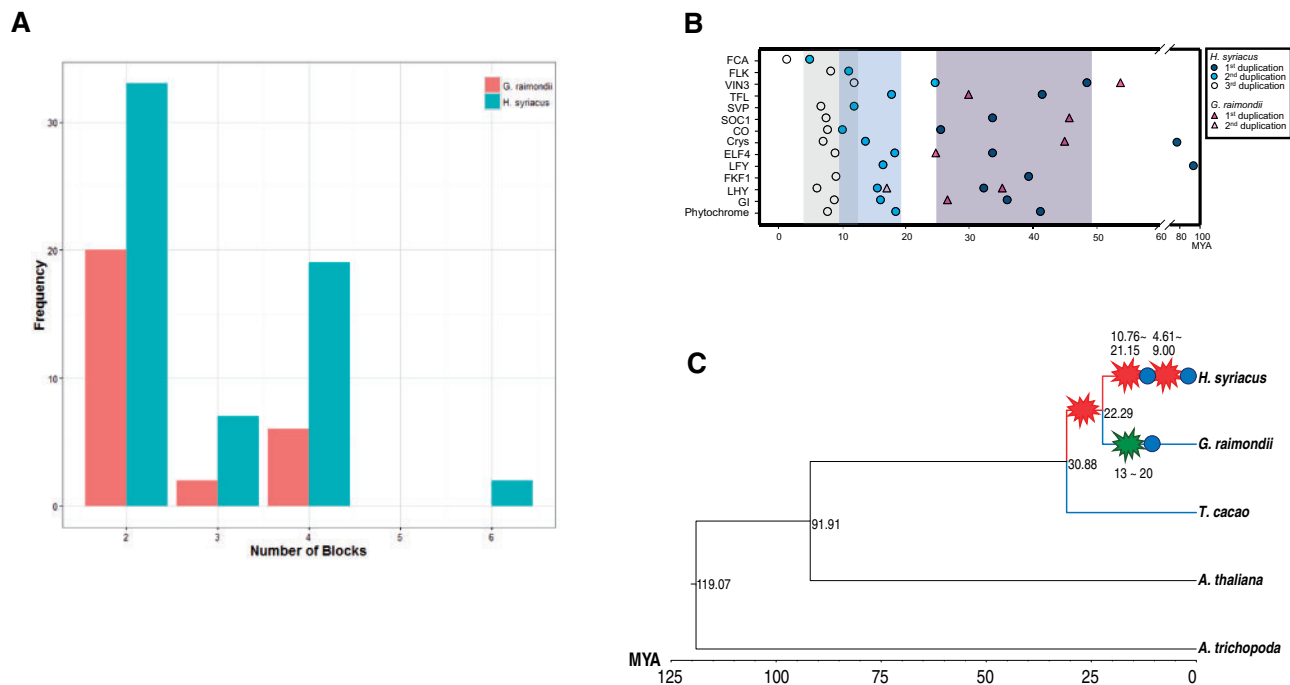 A
G. raimondii
H. syriacus
30
20
10
0
Frequency
2 3 4 5 6
Number of Blocks
B
FCA
FLK
VIN3
TFL
SVP
SOC1
CO
Crys
ELF4
LFY
FKF1
LHY
GI
Phytochrome
0 10 20 30 40 50 60 80 100
MYA
H. syriacus
1st duplication
2nd duplication
3rd duplication
G. raimondii
1st duplication
2nd duplication
C
10.76~ 4.61~
21.15 9.00
H. syriacus
22.29
G. raimondii
13 ~ 20
30.88
T. cacao
91.91
A. thaliana
119.07
A. trichopoda
MYA
125 100 75 50 25 0